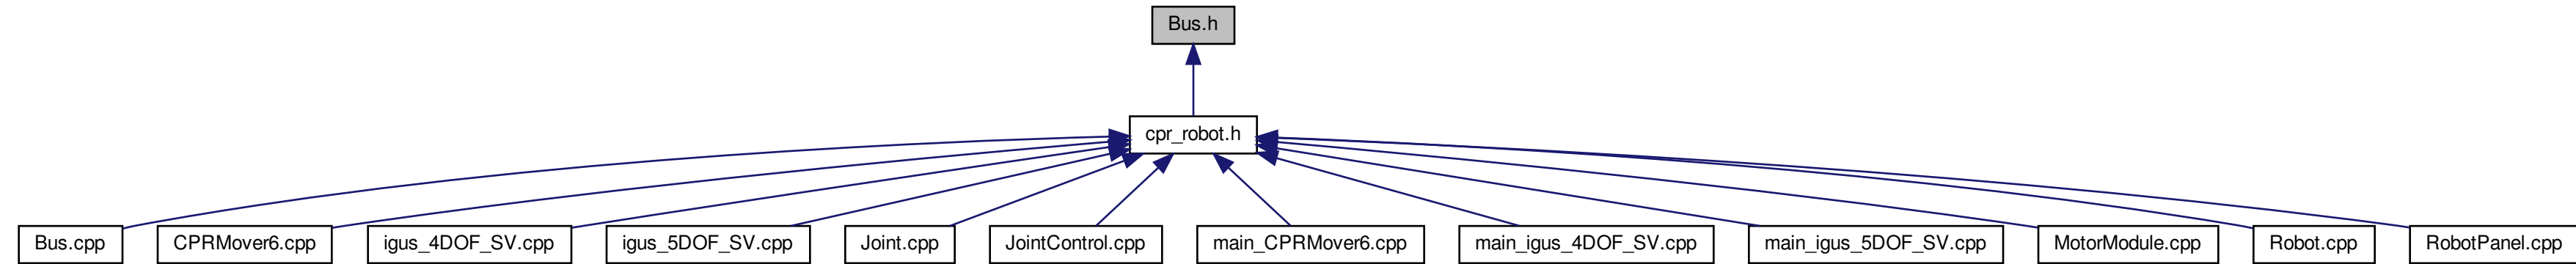 Bus.h
cpr_robot.h
Bus.cpp
CPRMover6.cpp
igus_4DOF_SV.cpp
igus_5DOF_SV.cpp
Joint.cpp
JointControl.cpp
main_CPRMover6.cpp
main_igus_4DOF_SV.cpp
main_igus_5DOF_SV.cpp
MotorModule.cpp
Robot.cpp
RobotPanel.cpp